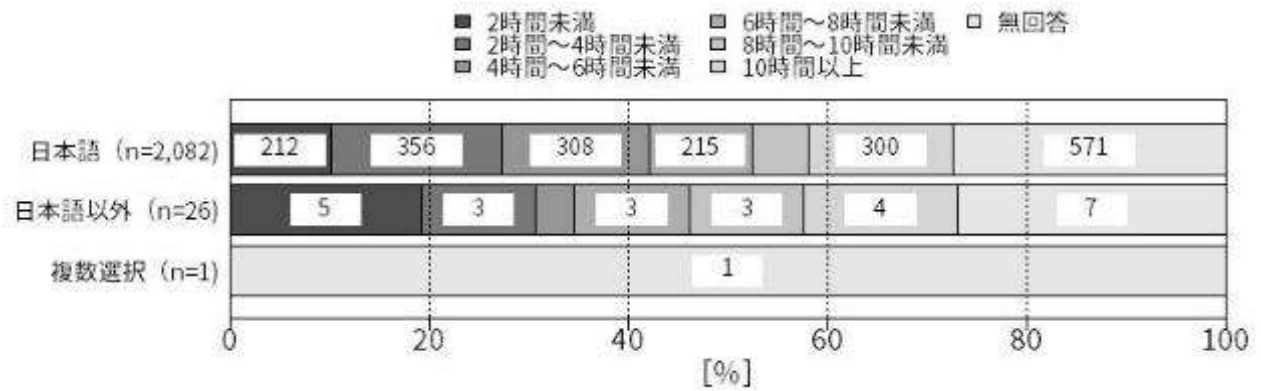 2時間未満 6時間～8時間未満 無回答
2時間～4時間未満 8時間～10時間未満
4時間～6時間未満 10時間以上
日本語（n=2,082) 212 356 308 215 300 571
日本語以外（n=26) 5 3 3 3 4 7
複数選択（n=1) 1
0 20 40 60 80 100
[%]